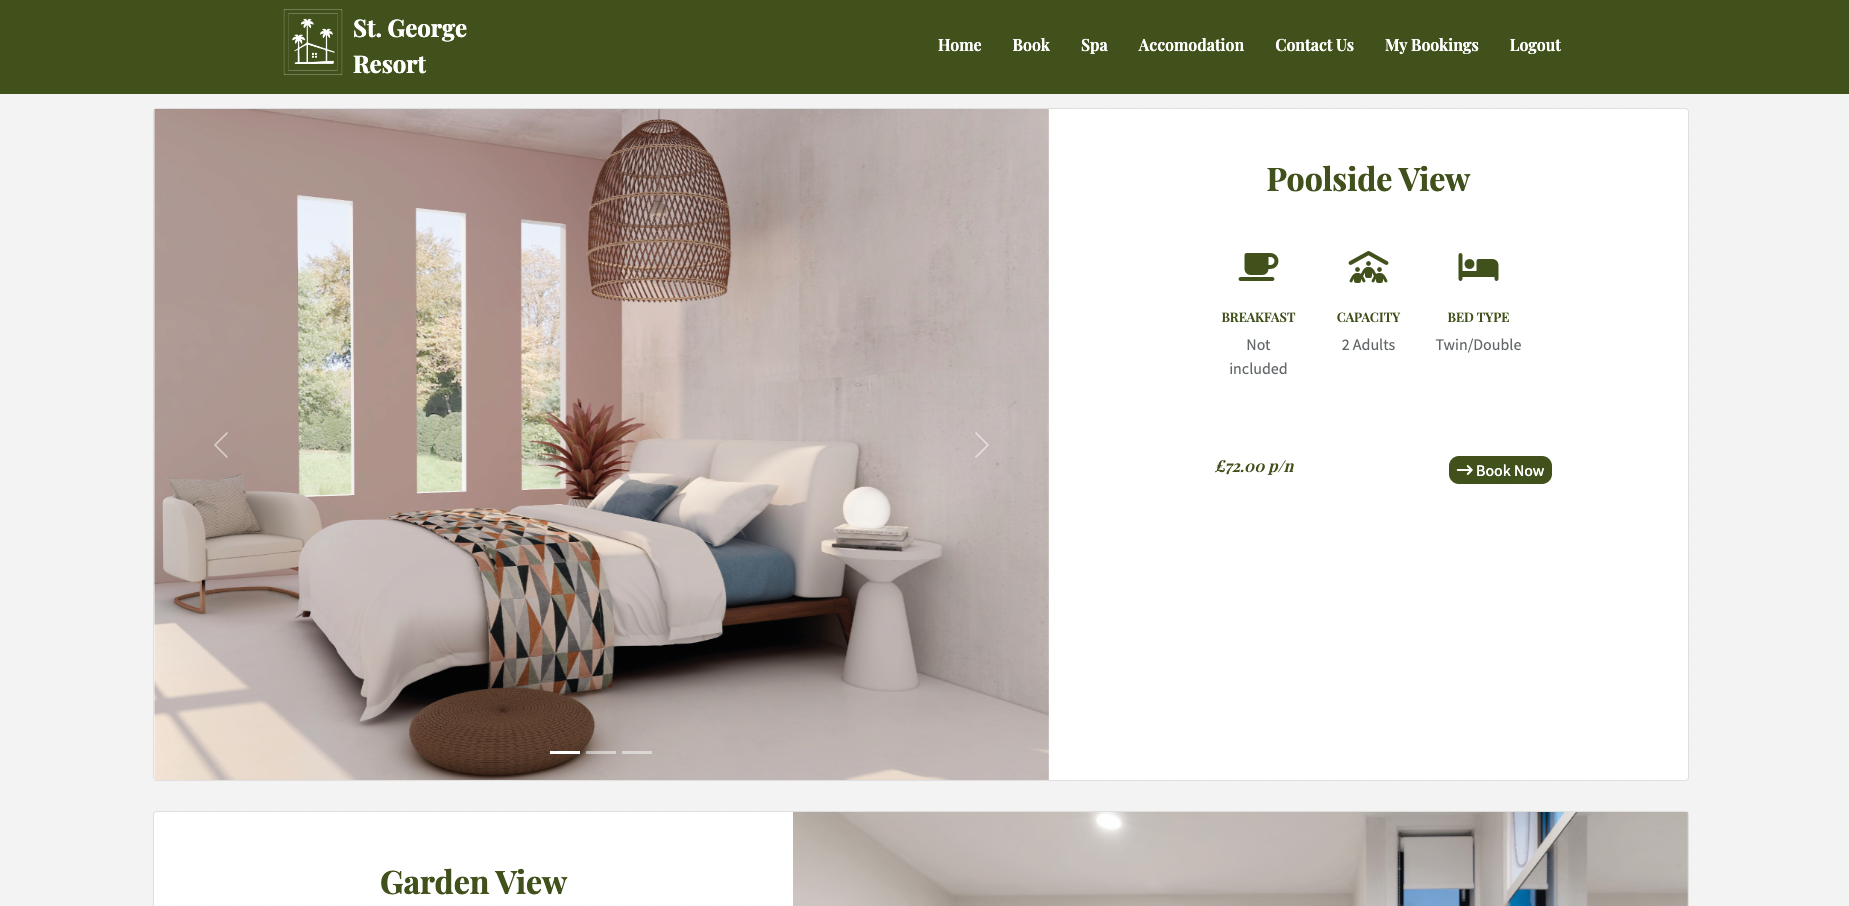 St. George
Resort
Home Book Spa Accomodation Contact Us My Bookings Logout
Poolside View
BREAKFAST CAPACITY BED TYPE
Not 2 Adults Twin/Double
included
£72.00 p/n → Book Now
Garden View